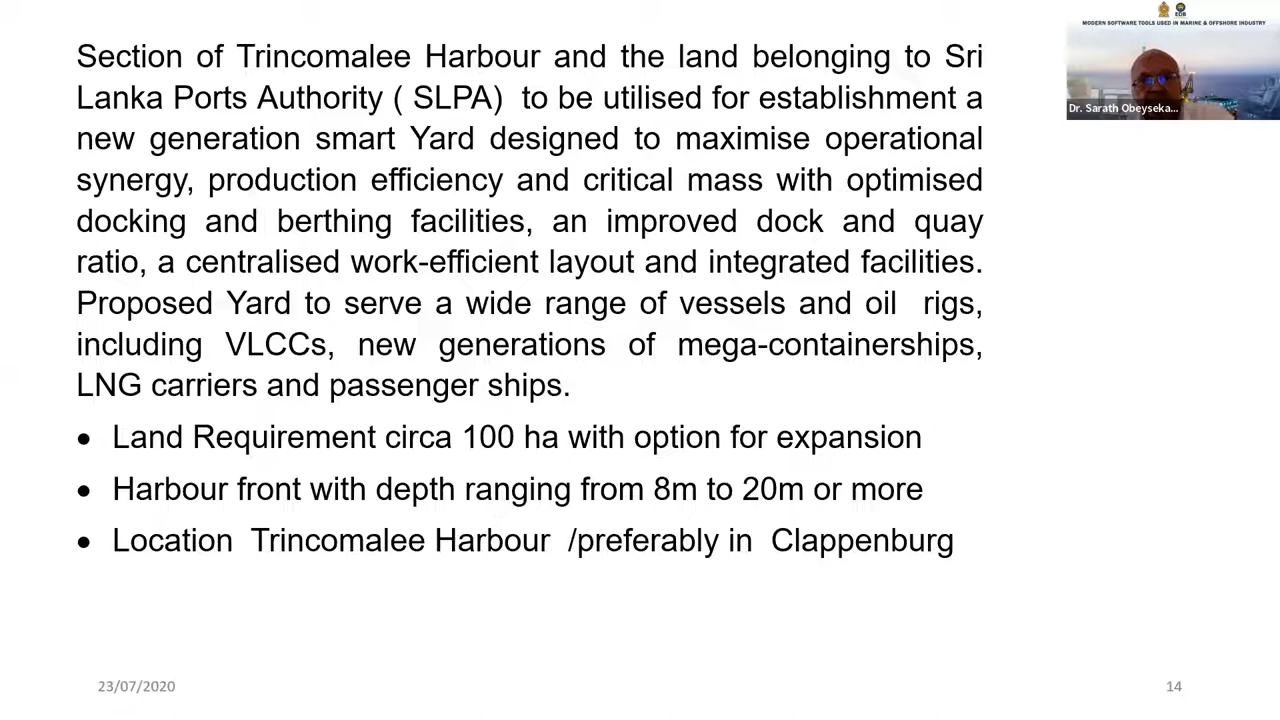 EDB
MODERN SOFTWARE TOOLS USED IN MARINE & OFFSHORE INDUSTRY
Dr. Sarath Obeyseka...
Section of Trincomalee Harbour and the land belonging to Sri
Lanka Ports Authority ( SLPA)  to be utilised for establishment a
new generation smart Yard designed to maximise operational
synergy, production efficiency and critical mass with optimised
docking and berthing facilities, an improved dock and quay
ratio, a centralised work-efficient layout and integrated facilities.
Proposed Yard to serve a wide range of vessels and oil  rigs,
including VLCCs, new generations of mega-containerships,
LNG carriers and passenger ships.
• Land Requirement circa 100 ha with option for expansion
• Harbour front with depth ranging from 8m to 20m or more
• Location  Trincomalee Harbour  /preferably in  Clappenburg
23/07/2020
14